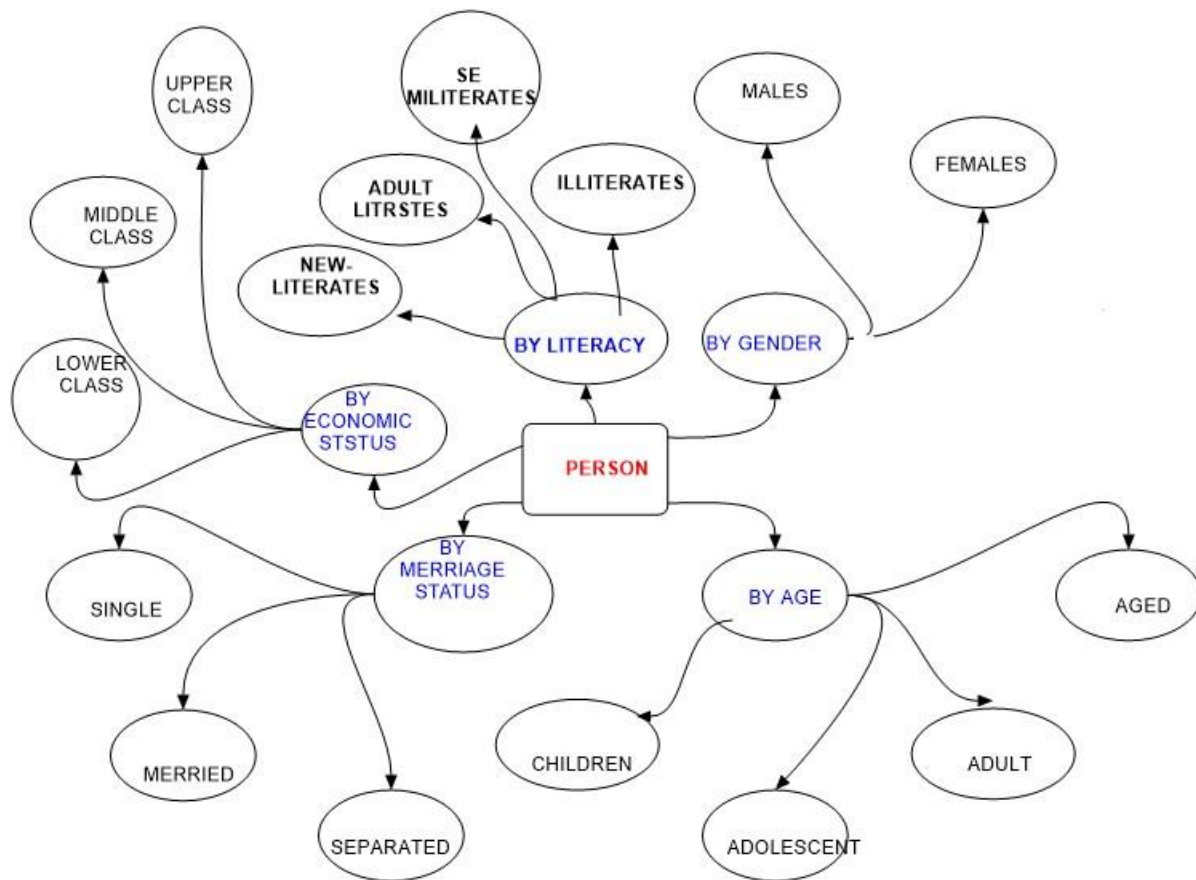 UPPER
CLASS
SE
MILITERATES
MALES
FEMALES
ADULT
LITRSTES
ILLITERATES
MIDDLE
CLASS
NEW-
LITERATES
BY LITERACY
BY GENDER
LOWER
CLASS
BY
ECONOMIC
STSTUS
PERSON
BY
MERRIAGE
STATUS
BY AGE
SINGLE
AGED
MERRIED
CHILDREN
ADULT
SEPARATED
ADOLESCENT